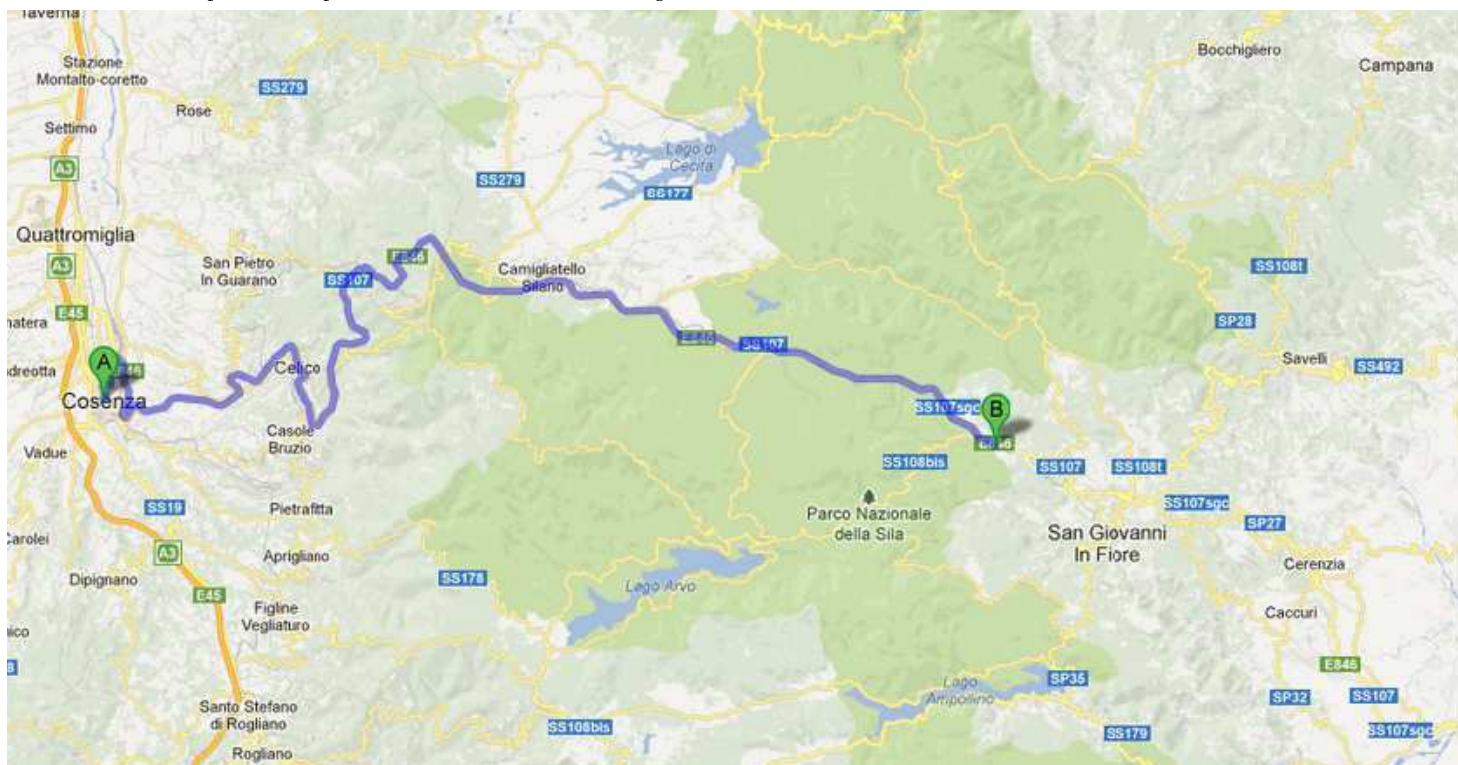 Taverna
Stazione
Montalto-coretto
SS279
Rose
Settimo
A3
Bocchigliero
Campana
Lago di
Cecita
SS279
SS177
Quattromiglia
A3
San Pietro
In Guarano
E846
SS107
Camigliatello
Silano
SS108t
E45
SP28
E846
SS107
Savelli
SS492
A
Celico
Cosenza
SS107sgc
B
E846
Casole
Bruzio
Vadue
SS108bis
SS107
SS108t
SS19
Pietrafitta
Parco Nazionale
della Sila
SS107sgc
SP27
San Giovanni
In Fiore
A3
Aprigliano
Cerenzia
Dipignano
SS178
Lago Arvo
E45
Figline
Vegliaturo
Caccuri
E846
Lago
Ampollino
SP35
SP32
SS107
Santo Stefano
di Rogliano
SS108bis
SS179
SS107sgc
Rogliano